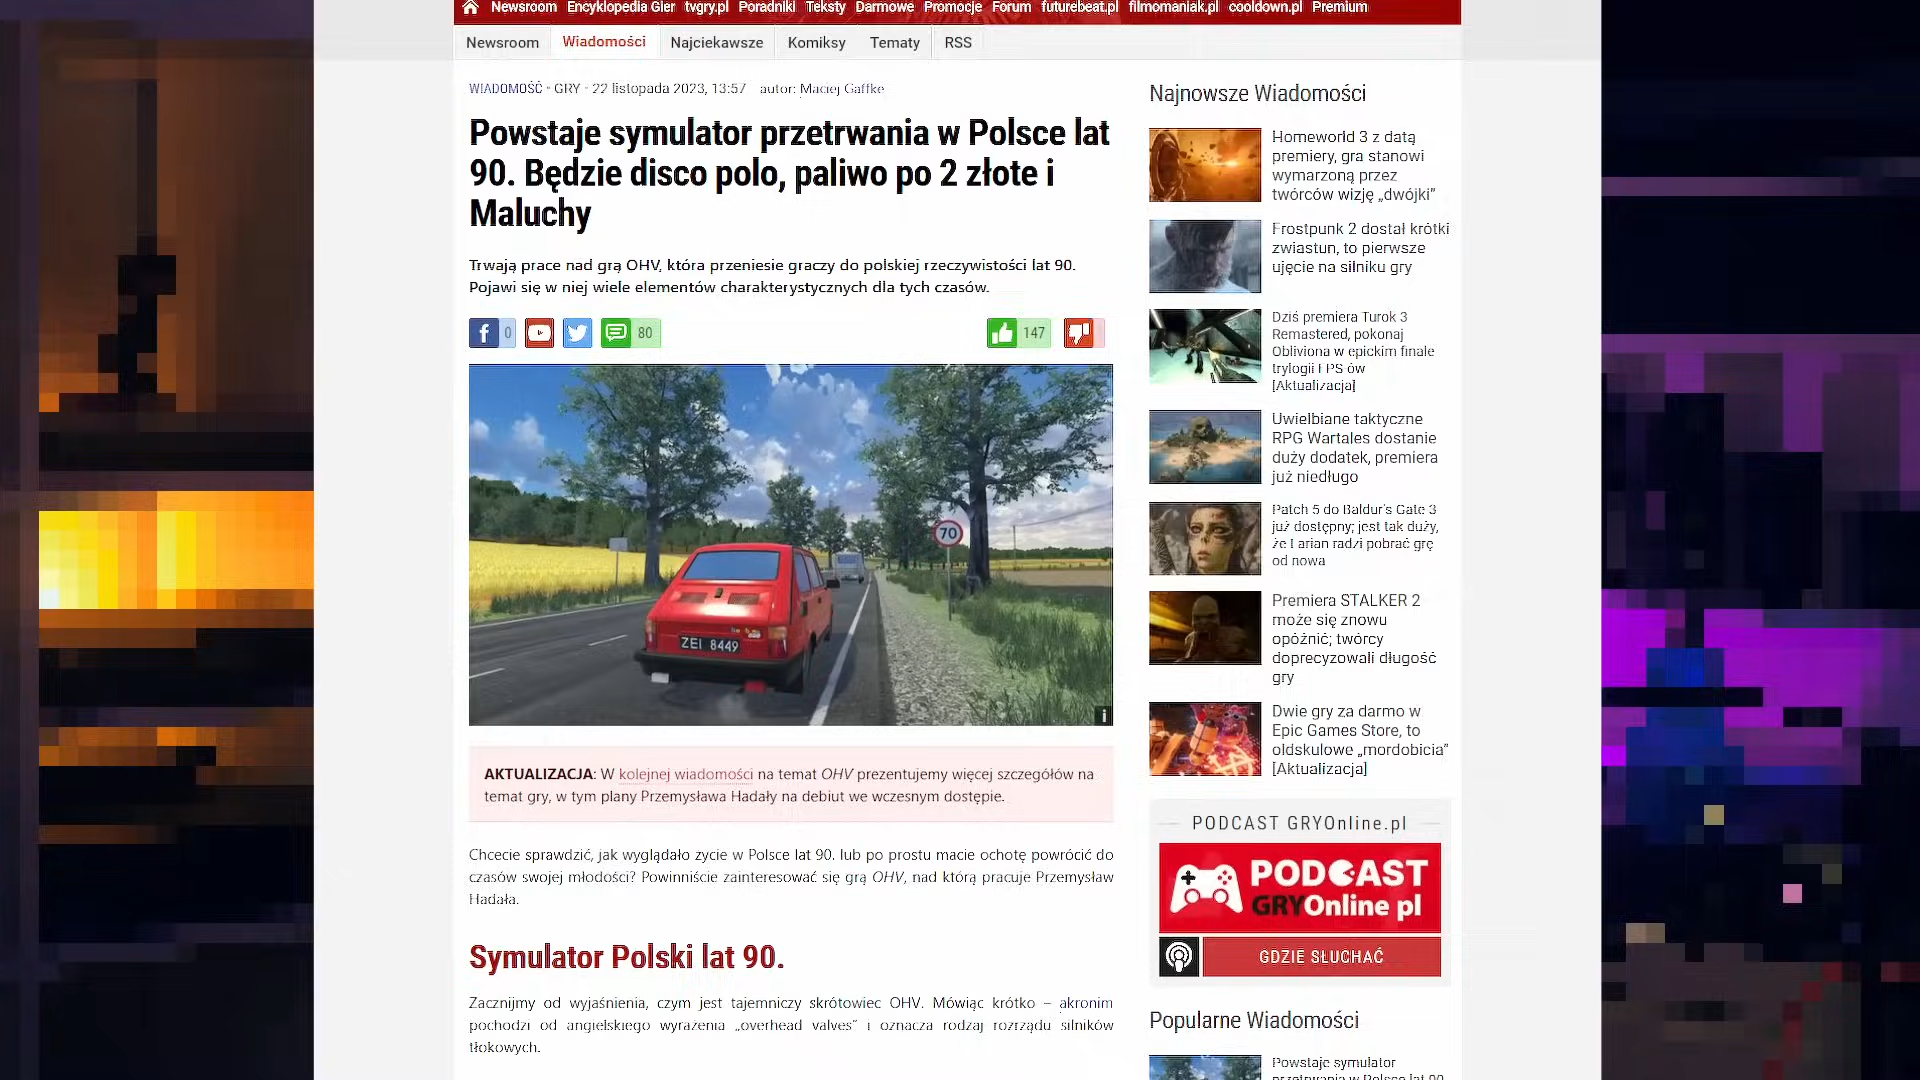 Newsroom Encyklopedia Gier tvgry.pl Poradniki Teksty Darmowe Promocje Forum futurebeat.pl filmomaniak.pl cooldown.pl Premium
Newsroom Wiadomości Najciekawsze Komiksy Tematy RSS
WIADOMOŚĆ • GRY • 22 listopada 2023, 13:57 autor: Maciej Gaffke
Powstaje symulator przetrwania w Polsce lat
90. Będzie disco polo, paliwo po 2 złote i
Maluchy
Trwają prace nad grą OHV, która przeniesie graczy do polskiej rzeczywistości lat 90.
Pojawi się w niej wiele elementów charakterystycznych dla tych czasów.
0
80
147
70
ZEI 8449
AKTUALIZACJA: W kolejnej wiadomości na temat OHV prezentujemy więcej szczegółów na
temat gry, w tym plany Przemysława Hadały na debiut we wczesnym dostępie.
Chcecie sprawdzić, jak wyglądało życie w Polsce lat 90. lub po prostu macie ochotę powrócić do
czasów swojej młodości? Powinniście zainteresować się grą OHV, nad którą pracuje Przemysław
Hadała.
Symulator Polski lat 90.
Zacznijmy od wyjaśnienia, czym jest tajemniczy skrótowiec OHV. Mówiąc krótko – akronim
pochodzi od angielskiego wyrażenia „overhead valves” i oznacza rodzaj rozrządu silników
tłokowych.
Najnowsze Wiadomości
Homeworld 3 z datą
premiery, gra stanowi
wymarzoną przez
twórców wizję „dwójki”
Frostpunk 2 dostał krótki
zwiastun, to pierwsze
ujęcie na silniku gry
Dziś premiera Turok 3
Remastered, pokonaj
Obliviona w epickim finale
trylogii FPS-ów
[Aktualizacja]
Uwielbiane taktyczne
RPG Wartales dostanie
duży dodatek, premiera
już niedługo
Patch 5 do Baldur's Gate 3
już dostępny; jest tak duży,
że Larian radzi pobrać grę
od nowa
Premiera STALKER 2
może się znowu
opóźnić; twórcy
doprecyzowali długość
gry
Dwie gry za darmo w
Epic Games Store, to
oldskulowe „mordobicia”
[Aktualizacja]
PODCAST GRYOnline.pl
PODCAST
GRYOnline pl
GDZIE SŁUCHAĆ
Popularne Wiadomości
Powstaje symulator
przetrwania w Polsce lat 90